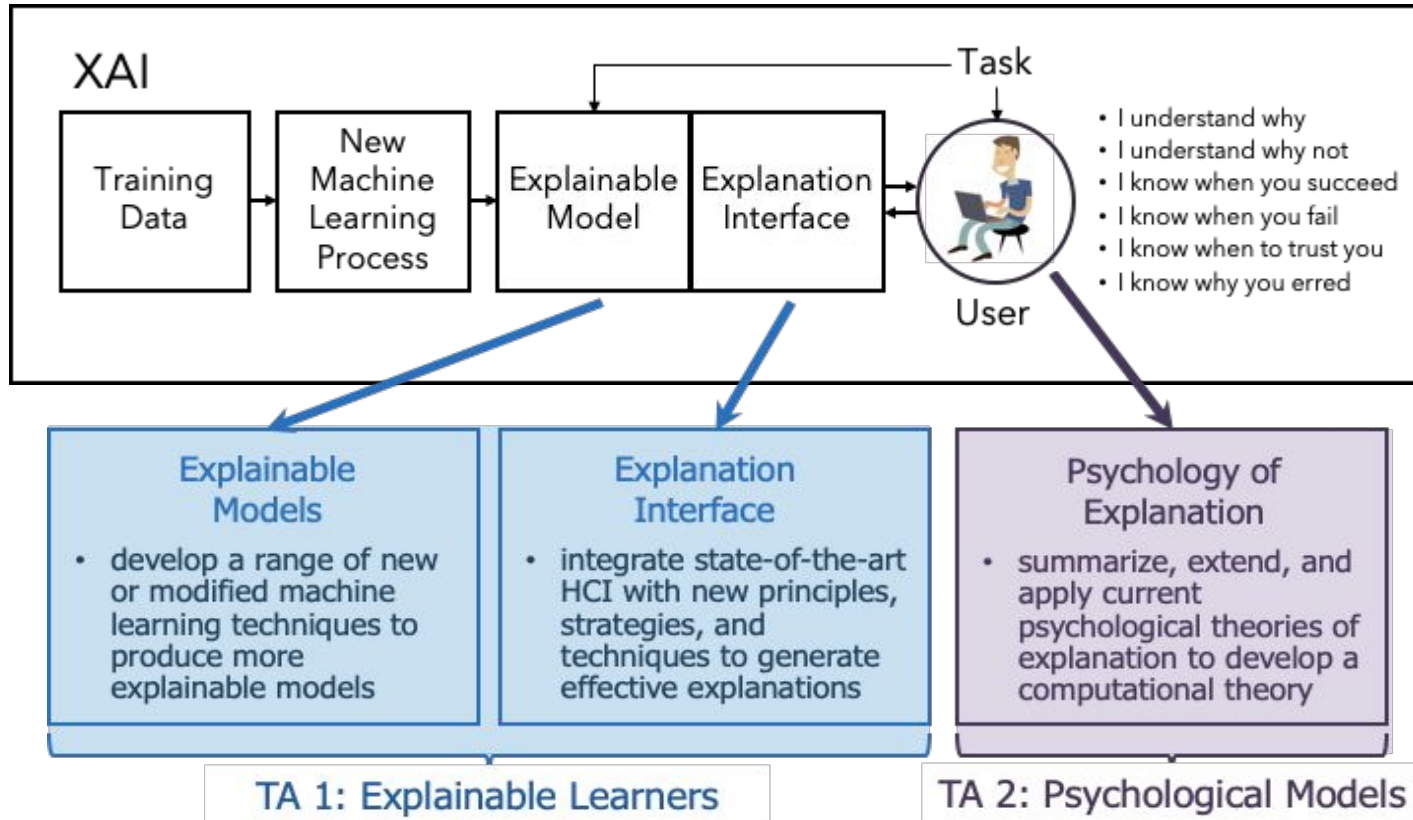 XAI
Task
Training
Data
New
Machine
Learning
Process
Explainable
Model
Explanation
Interface
User
• I understand why
• I understand why not
• I know when you succeed
• I know when you fail
• I know when to trust you
• I know why you erred
Explainable
Models
• develop a range of new
or modified machine
learning techniques to
produce more
explainable models
Explanation
Interface
• integrate state-of-the-art
HCI with new principles,
strategies, and
techniques to generate
effective explanations
Psychology of
Explanation
• summarize, extend, and
apply current
psychological theories of
explanation to develop a
computational theory
TA 1: Explainable Learners
TA 2: Psychological Models